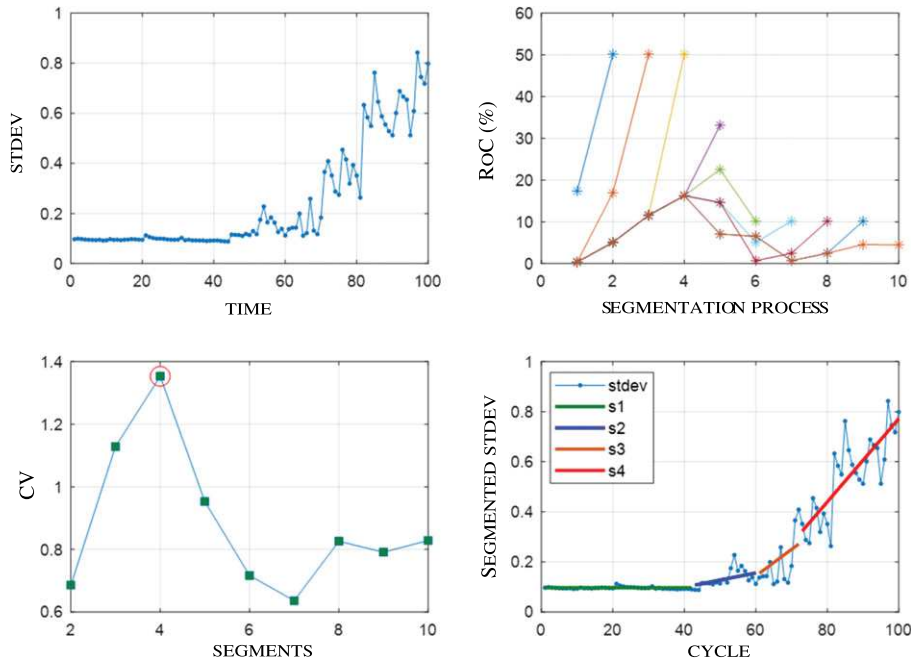 STDEV
1
0.8
0.6
0.4
0.2
0
0 20 40 60 80 100
TIME
RoC (%)
60
50
40
30
20
10
0
0 2 4 6 8 10
SEGMENTATION PROCESS
CV
1.4
1.2
1
0.8
0.6
2 4 6 8 10
SEGMENTS
SEGMENTED STDEV
1
0.8
0.6
0.4
0.2
0
stdev
s1
s2
s3
s4
0 20 40 60 80 100
CYCLE